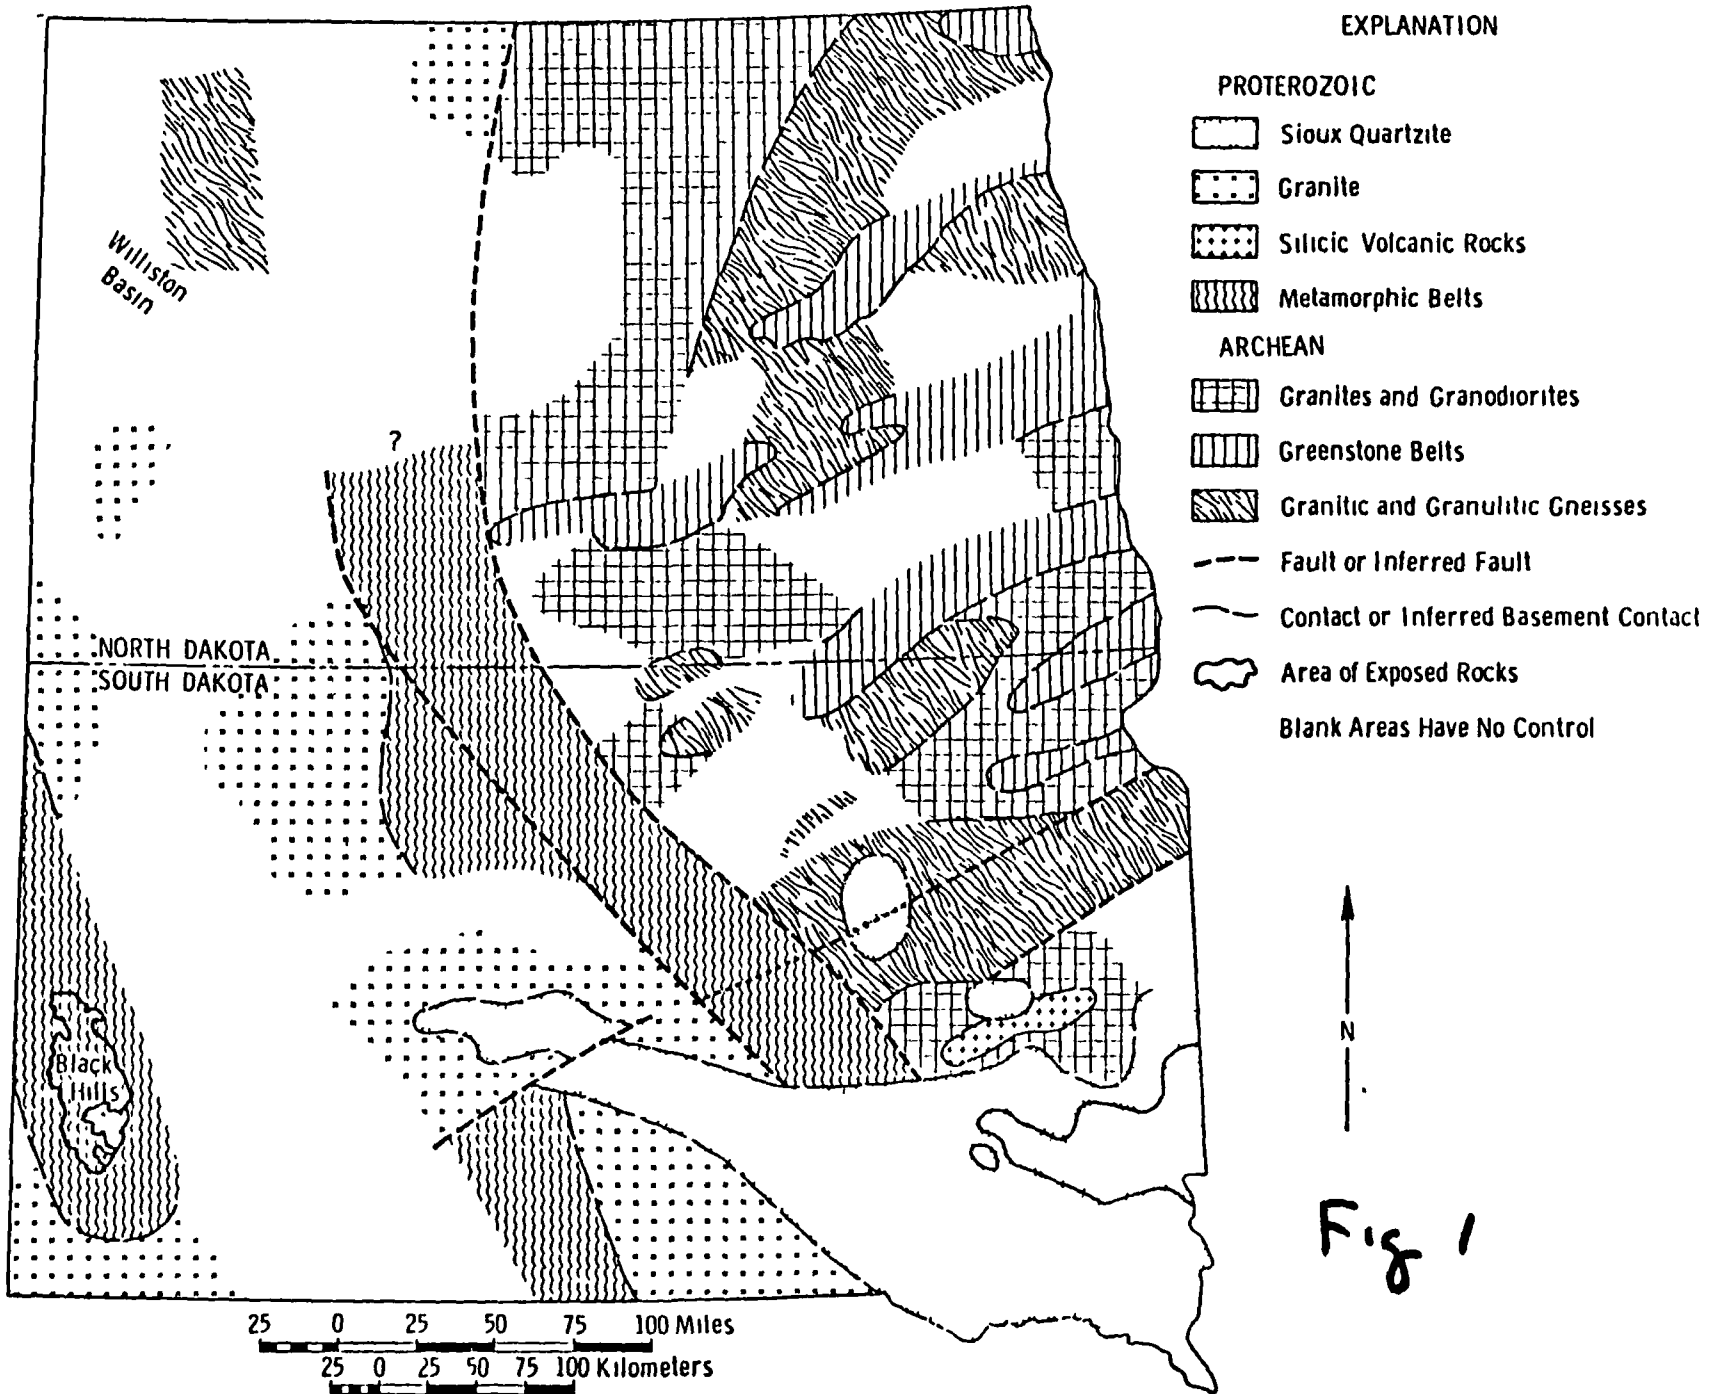 EXPLANATION
PROTEROZOIC
Sioux Quartzite
Granite
Silicic Volcanic Rocks
Metamorphic Belts
ARCHEAN
Granites and Granodiorites
Greenstone Belts
Granitic and Granulitic Gneisses
Fault or Inferred Fault
Contact or Inferred Basement Contact
Area of Exposed Rocks
Blank Areas Have No Control
Williston
Basin
?
NORTH DAKOTA
SOUTH DAKOTA
Black
Hills
N
Fig 1
25 0 25 50 75 100 Miles
25 0 25 50 75 100 Kilometers